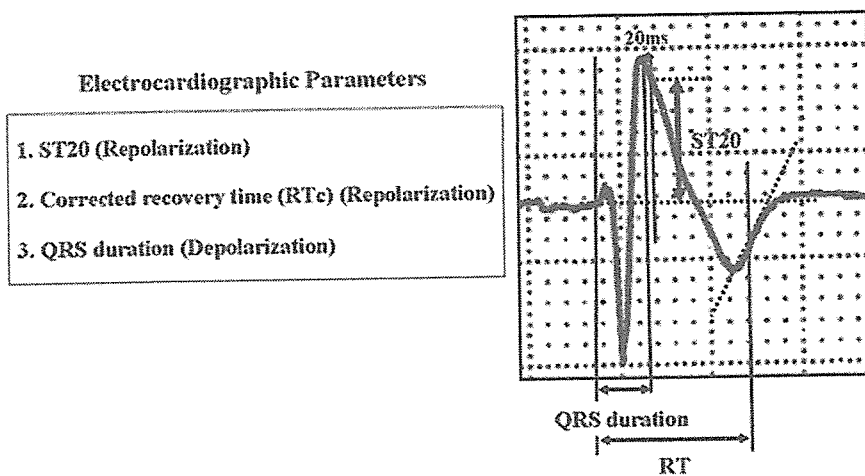 Electrocardiographic Parameters
1. ST20 (Repolarization)
2. Corrected recovery time (RTc) (Repolarization)
3. QRS duration (Depolarization)
20ms
ST20
QRS duration
RT